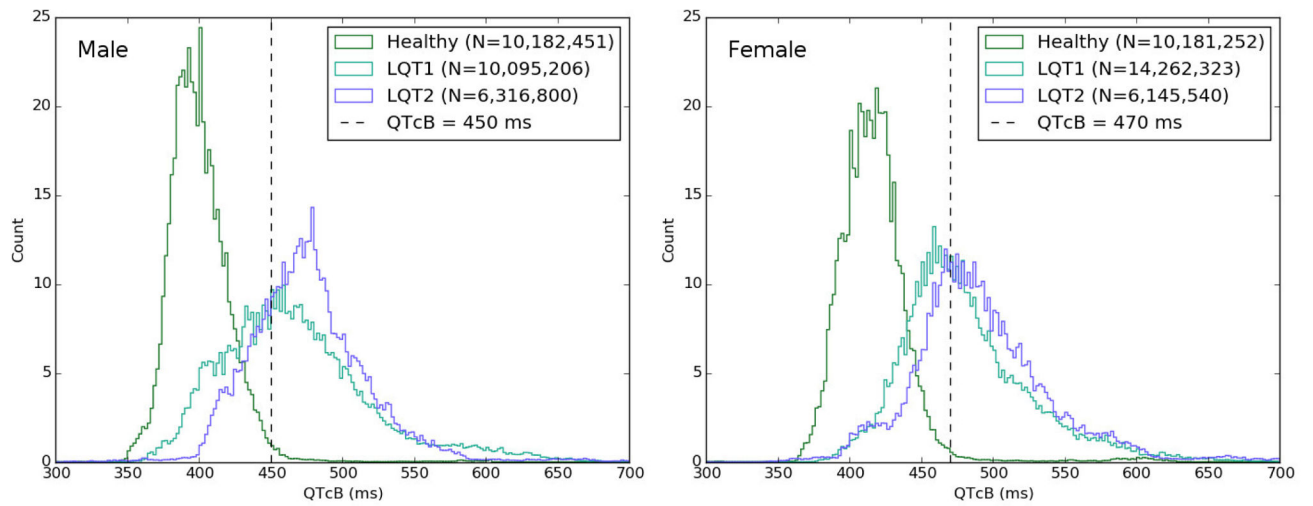 Male
Healthy (N=10,182,451)
LQT1 (N=10,095,206)
LQT2 (N=6,316,800)
QTcB = 450 ms
25
20
15
10
5
0
Count
300 350 400 450 500 550 600 650 700
QTcB (ms)
Female
Healthy (N=10,181,252)
LQT1 (N=14,262,323)
LQT2 (N=6,145,540)
QTcB = 470 ms
25
20
15
10
5
0
Count
300 350 400 450 500 550 600 650 700
QTcB (ms)